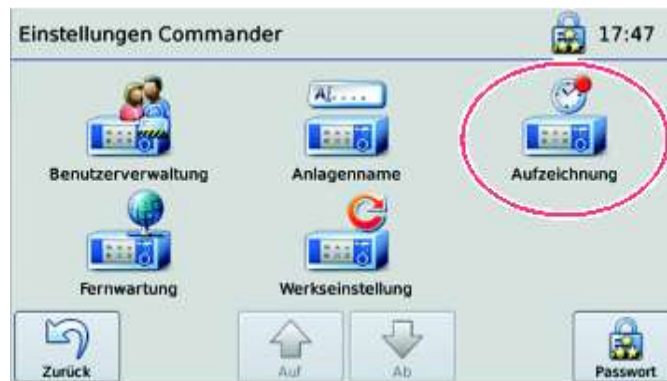 Einstellungen Commander 17:47
A[....
Benutzerverwaltung Anlagenname Aufzeichnung
Fernwartung Werkseinstellung
Zurück Auf Ab Passwort